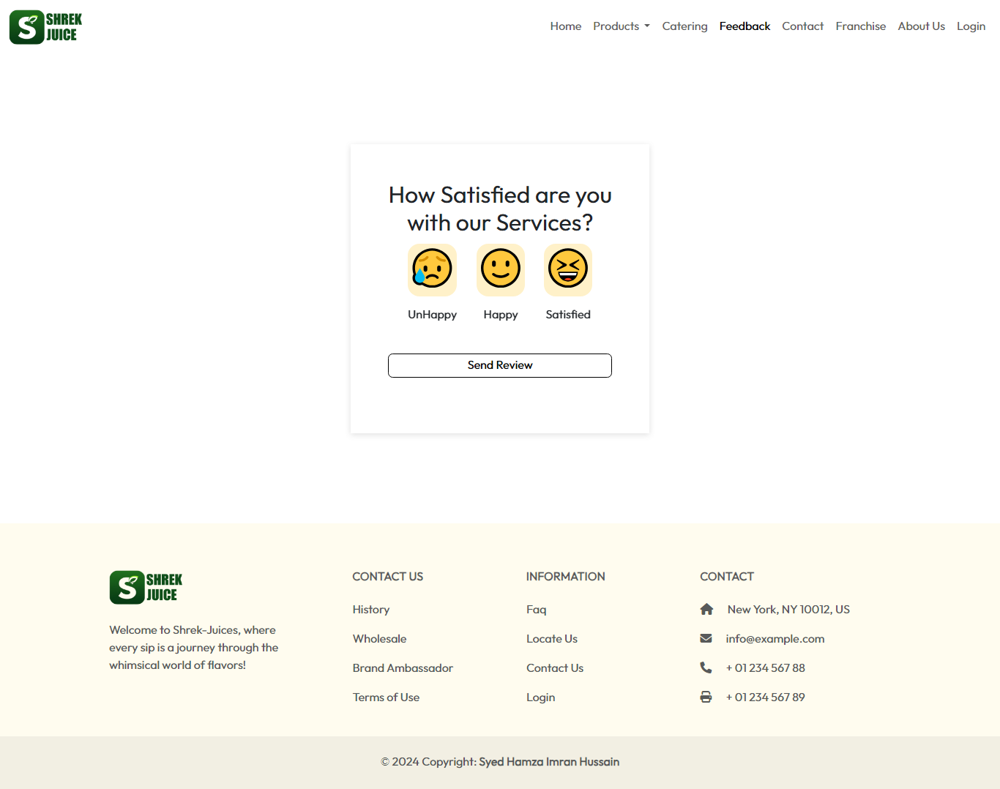 SHREK
JUICE
Home Products Catering Feedback Contact Franchise About Us Login
How Satisfied are you
with our Services?
UnHappy Happy Satisfied
Send Review
SHREK
JUICE
Welcome to Shrek-Juices, where
every sip is a journey through the
whimsical world of flavors!
CONTACT US
History
Wholesale
Brand Ambassador
Terms of Use
INFORMATION
Faq
Locate Us
Contact Us
Login
CONTACT
New York, NY 10012, US
info@example.com
+ 01 234 567 88
+ 01 234 567 89
© 2024 Copyright: Syed Hamza Imran Hussain